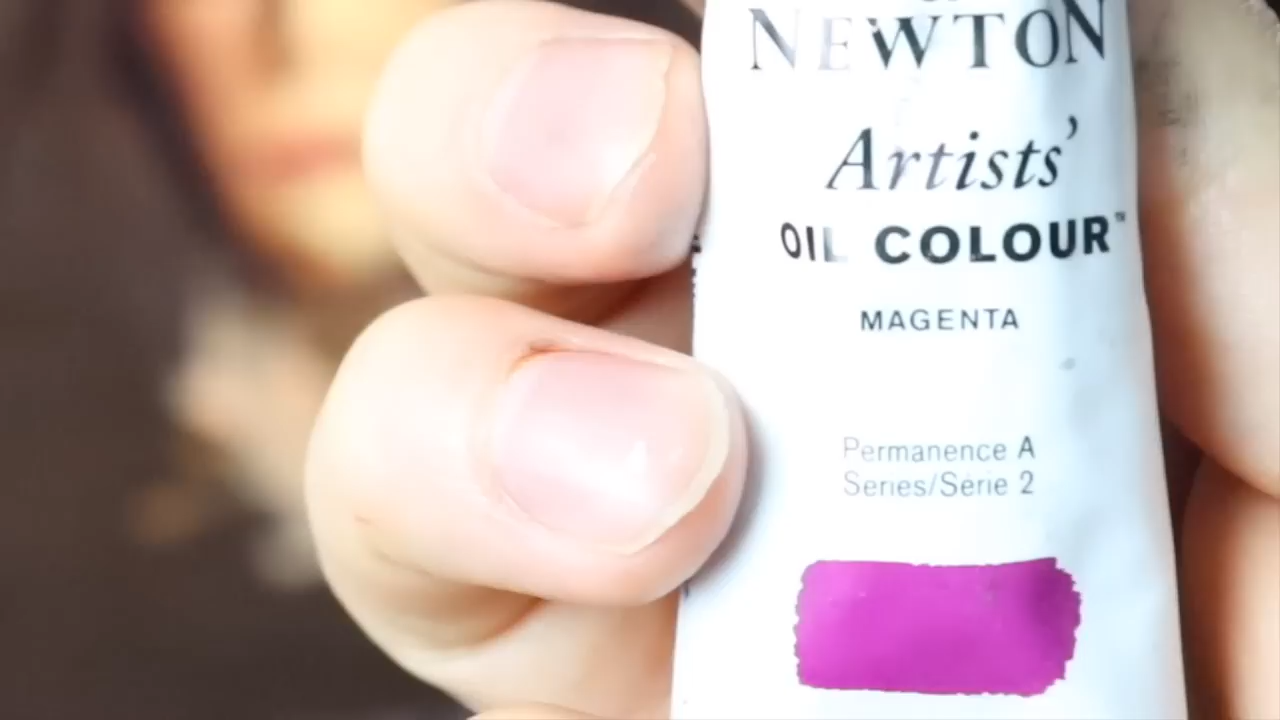 NEWTON
Artists'
OIL COLOUR™
MAGENTA
Permanence A
Series/Série 2